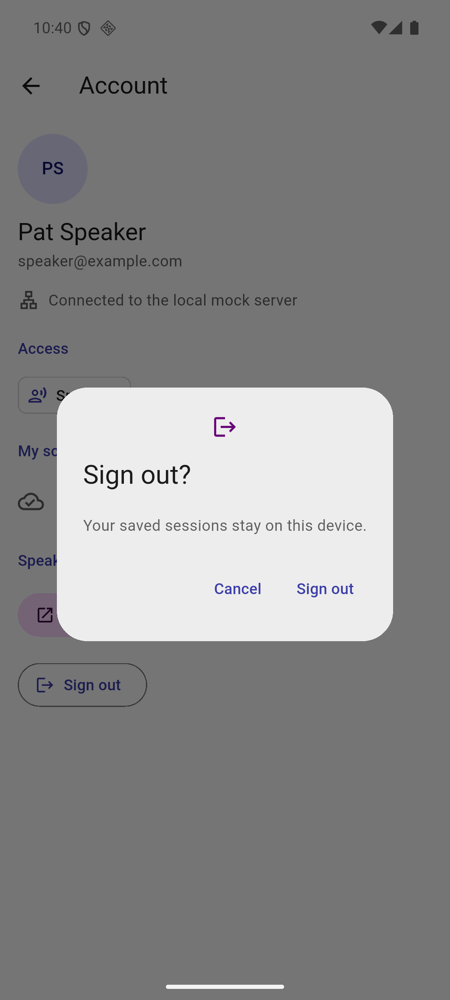 10:40
Account
PS
Pat Speaker
speaker@example.com
Connected to the local mock server
Access
Sign out?
Your saved sessions stay on this device.
Cancel
Sign out
Sign out